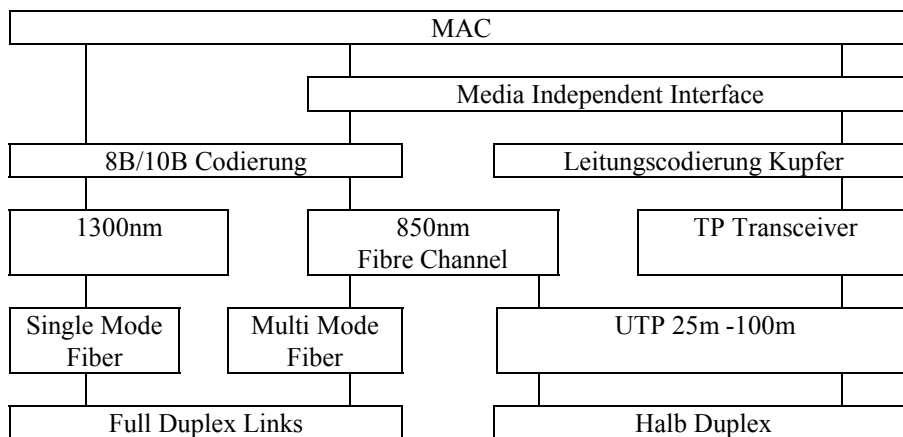 MAC
Media Independent Interface
8B/10B Codierung
Leitungscodierung Kupfer
1300nm
850nm
Fibre Channel
TP Transceiver
Single Mode
Fiber
Multi Mode
Fiber
UTP 25m -100m
Full Duplex Links
Halb Duplex